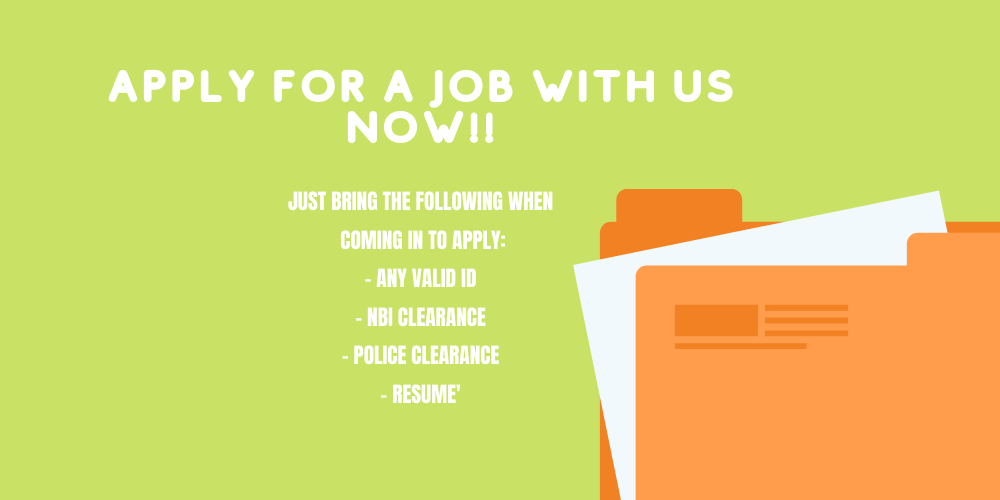 APPLY FOR A JOB WITH US
NOW!!
JUST BRING THE FOLLOWING WHEN
COMING IN TO APPLY:
- ANY VALID ID
- NBI CLEARANCE
- POLICE CLEARANCE
- RESUME'